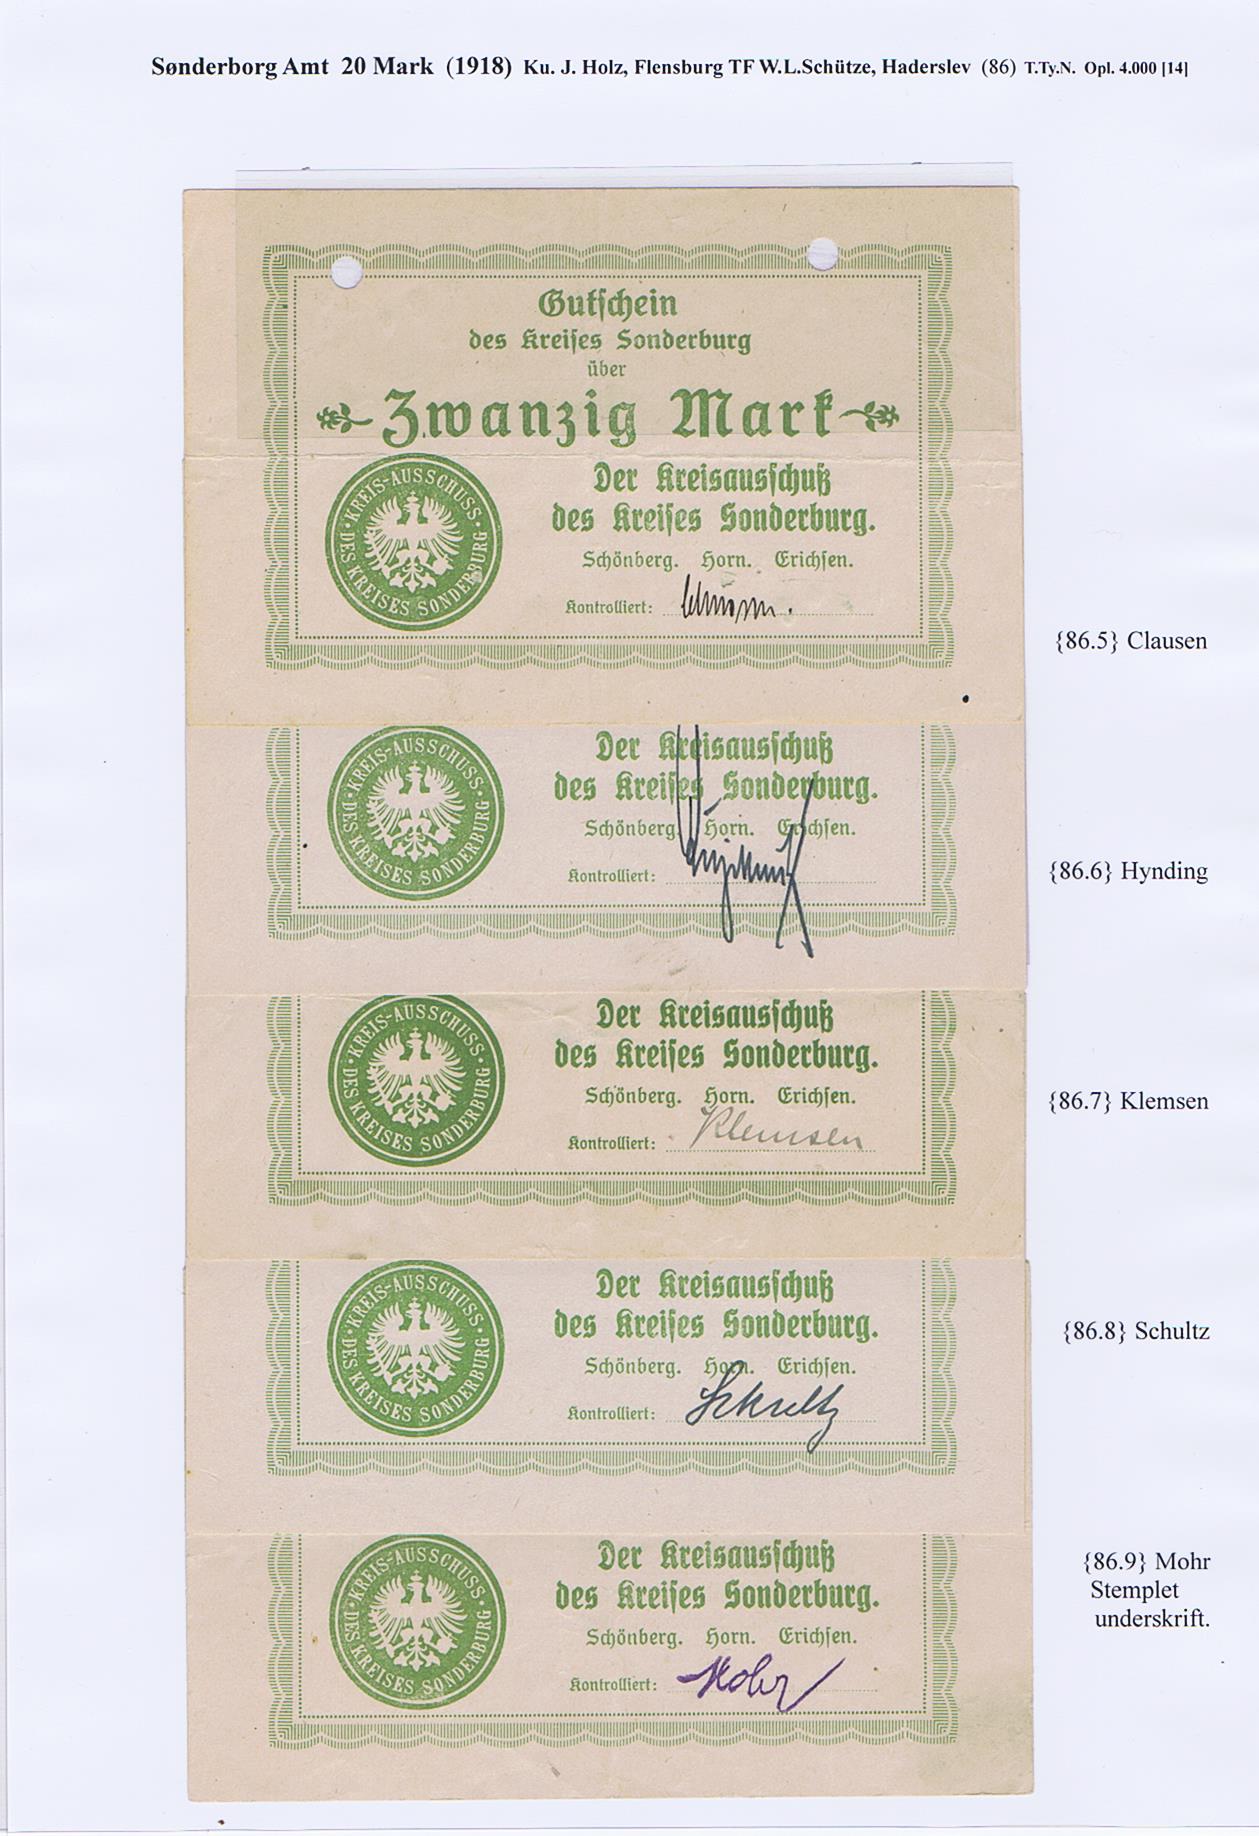 Sønderborg Amt 20 Mark (1918) Ku. J. Holz, Flensburg TF W.L.Schütze, Haderslev (86) T.Ty.N. Opl. 4.000 [14]
Gutschein
des Kreises Sonderburg
über
Zwanzig Mark
KREIS-AUSSCHUSS · DES KREISES SONDERBURG ·
Der Kreisausschuß
des Kreises Sonderburg.
Schönberg. Horn. Erichsen.
Kontrolliert: Clausen.
{86.5} Clausen
KREIS-AUSSCHUSS · DES KREISES SONDERBURG ·
Der Kreisausschuß
des Kreises Sonderburg.
Schönberg. Horn. Erichsen.
Kontrolliert:
{86.6} Hynding
KREIS-AUSSCHUSS · DES KREISES SONDERBURG ·
Der Kreisausschuß
des Kreises Sonderburg.
Schönberg. Horn. Erichsen.
Kontrolliert: Klemsen
{86.7} Klemsen
KREIS-AUSSCHUSS · DES KREISES SONDERBURG ·
Der Kreisausschuß
des Kreises Sonderburg.
Schönberg. Horn. Erichsen.
Kontrolliert: Schultz
{86.8} Schultz
KREIS-AUSSCHUSS · DES KREISES SONDERBURG ·
Der Kreisausschuß
des Kreises Sonderburg.
Schönberg. Horn. Erichsen.
Kontrolliert: Mohr
{86.9} Mohr
Stemplet
underskrift.